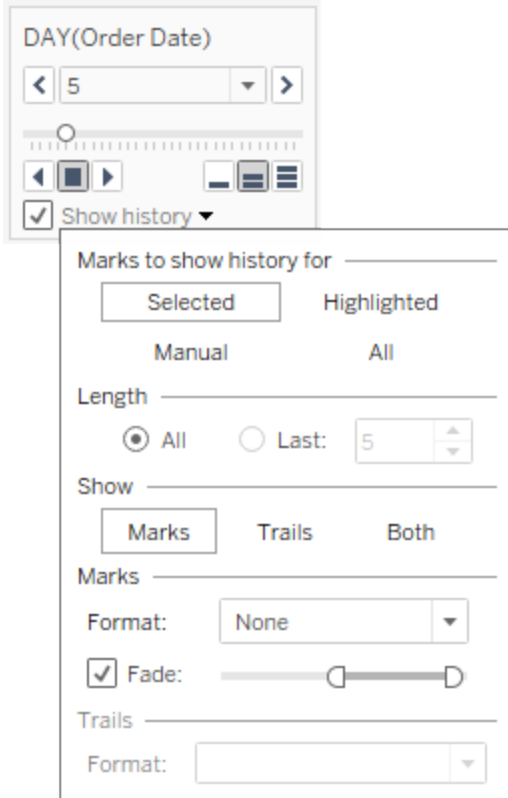 DAY(Order Date)
5
Show history
Marks to show history for
Selected Highlighted
Manual All
Length
All Last: 5
Show
Marks Trails Both
Marks
Format: None
Fade:
Trails
Format: